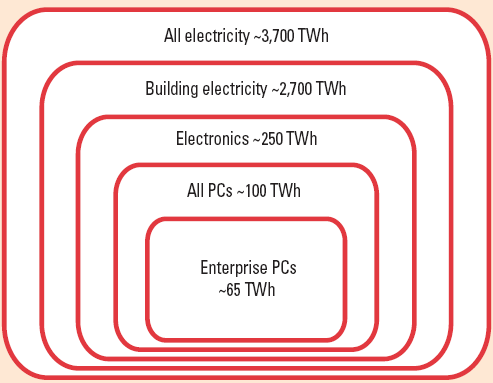 All electricity ~3,700 TWh
Building electricity ~2,700 TWh
Electronics ~250 TWh
All PCs ~100 TWh
Enterprise PCs
~65 TWh